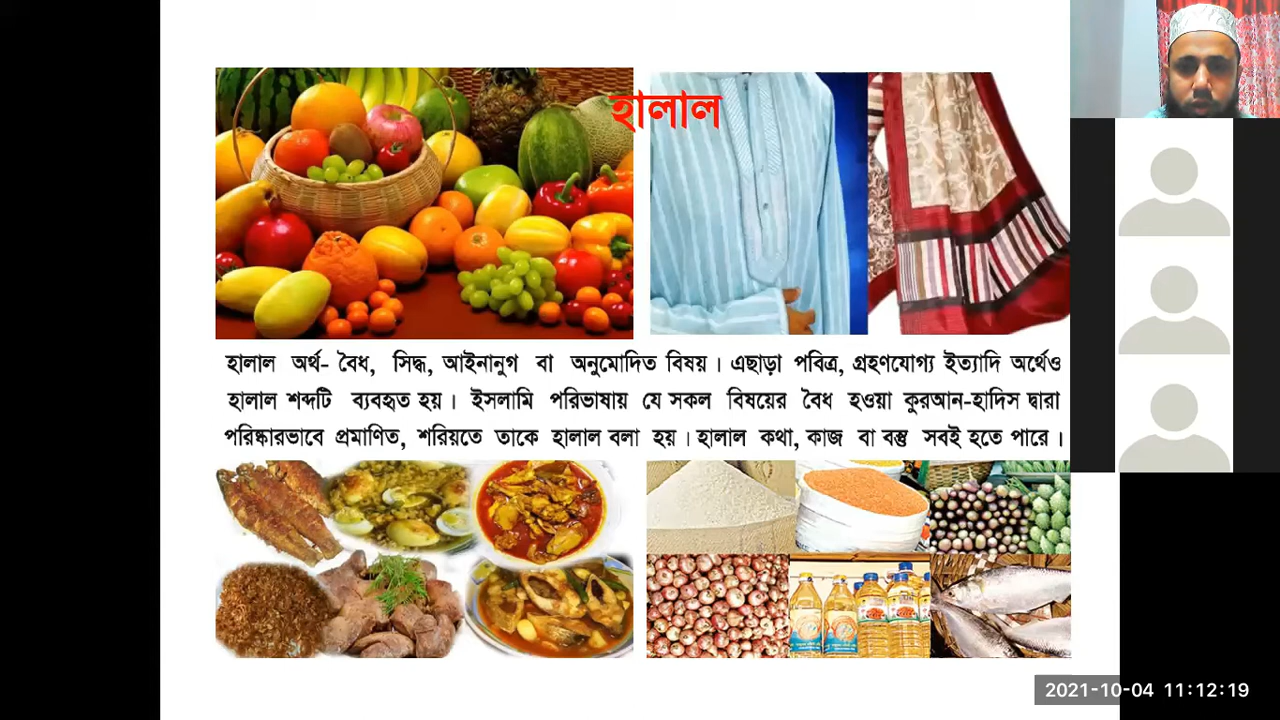 হালাল
হালাল অর্থ- বৈধ, সিদ্ধ, আইনানুগ বা অনুমোদিত বিষয়। এছাড়া পবিত্র, গ্রহণযোগ্য ইত্যাদি অর্থেও
হালাল শব্দটি ব্যবহৃত হয়। ইসলামি পরিভাষায় যে সকল বিষয়ের বৈধ হওয়া কুরআন-হাদিস দ্বারা
পরিষ্কারভাবে প্রমাণিত, শরিয়তে তাকে হালাল বলা হয়। হালাল কথা, কাজ বা বস্তু সবই হতে পারে।
2021-10-04 11:12:19